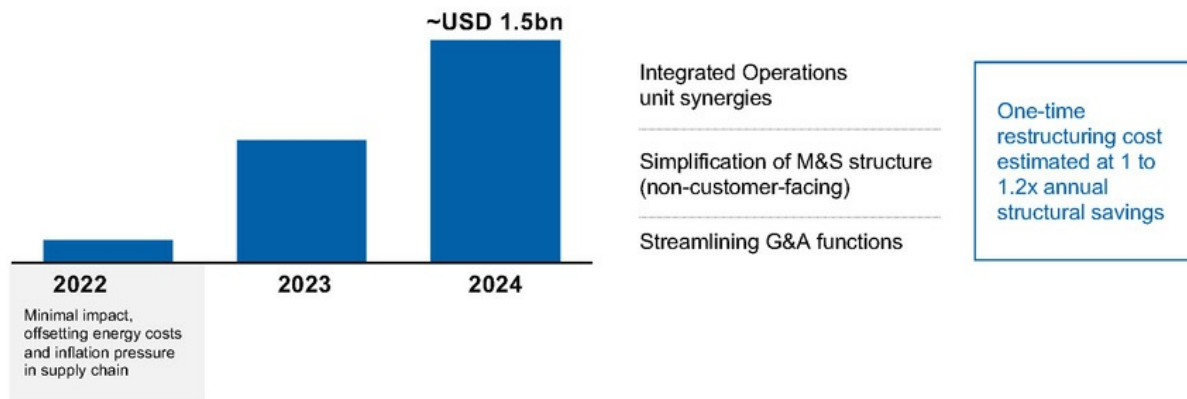 ~USD 1.5bn
2022
2023
2024
Minimal impact,
offsetting energy costs
and inflation pressure
in supply chain
Integrated Operations
unit synergies
Simplification of M&S structure
(non-customer-facing)
Streamlining G&A functions
One-time
restructuring cost
estimated at 1 to
1.2x annual
structural savings